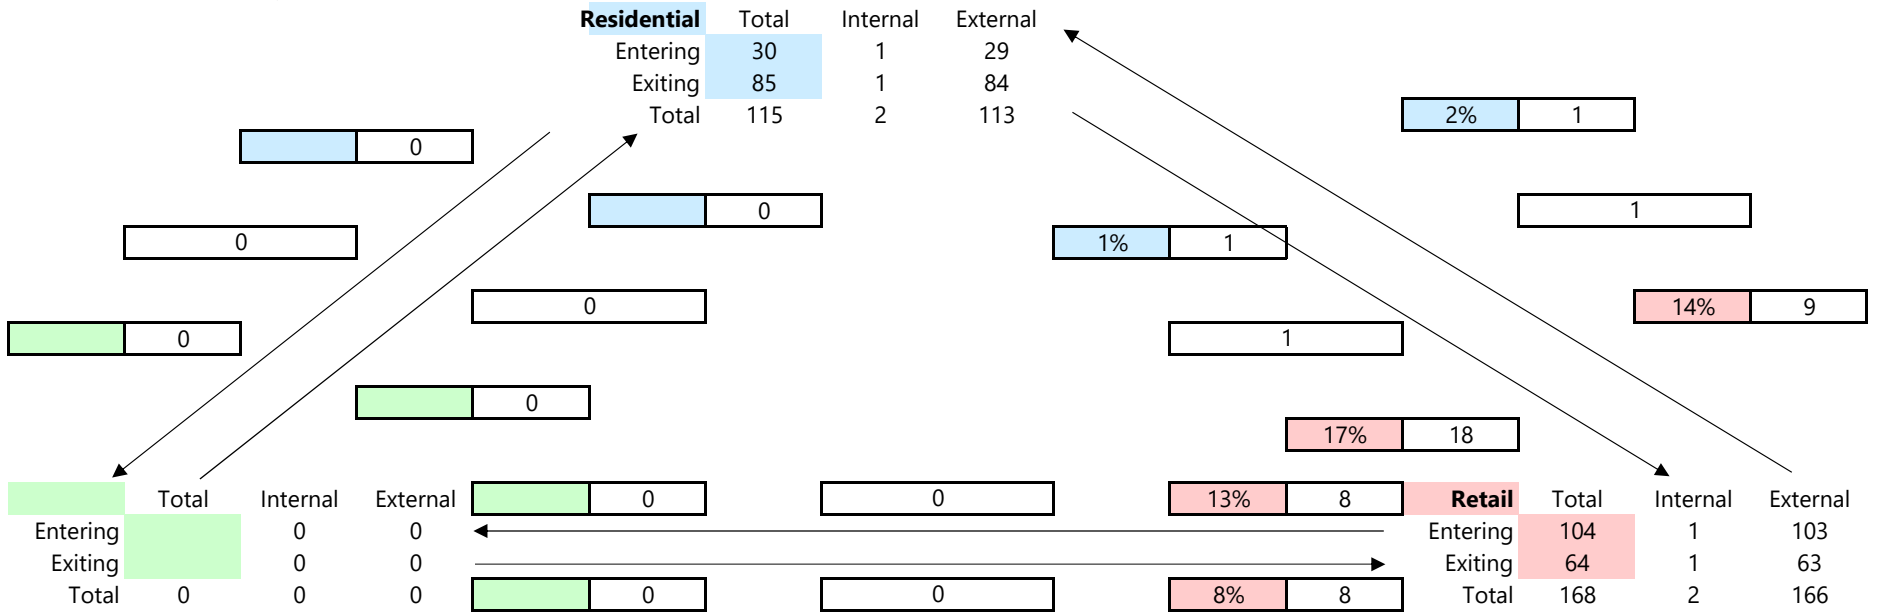 Residential Total Internal External
Entering 30 1 29
Exiting 85 1 84
Total 115 2 113
2% 1
0
0
1
0
1% 1
0
14% 9
0
1
0
17% 18
Total Internal External
0
0
13% 8
Retail Total Internal External
Entering 0 0
Entering 104 1 103
Exiting 0 0
Exiting 64 1 63
Total 0 0 0
0
0
8% 8
Total 168 2 166